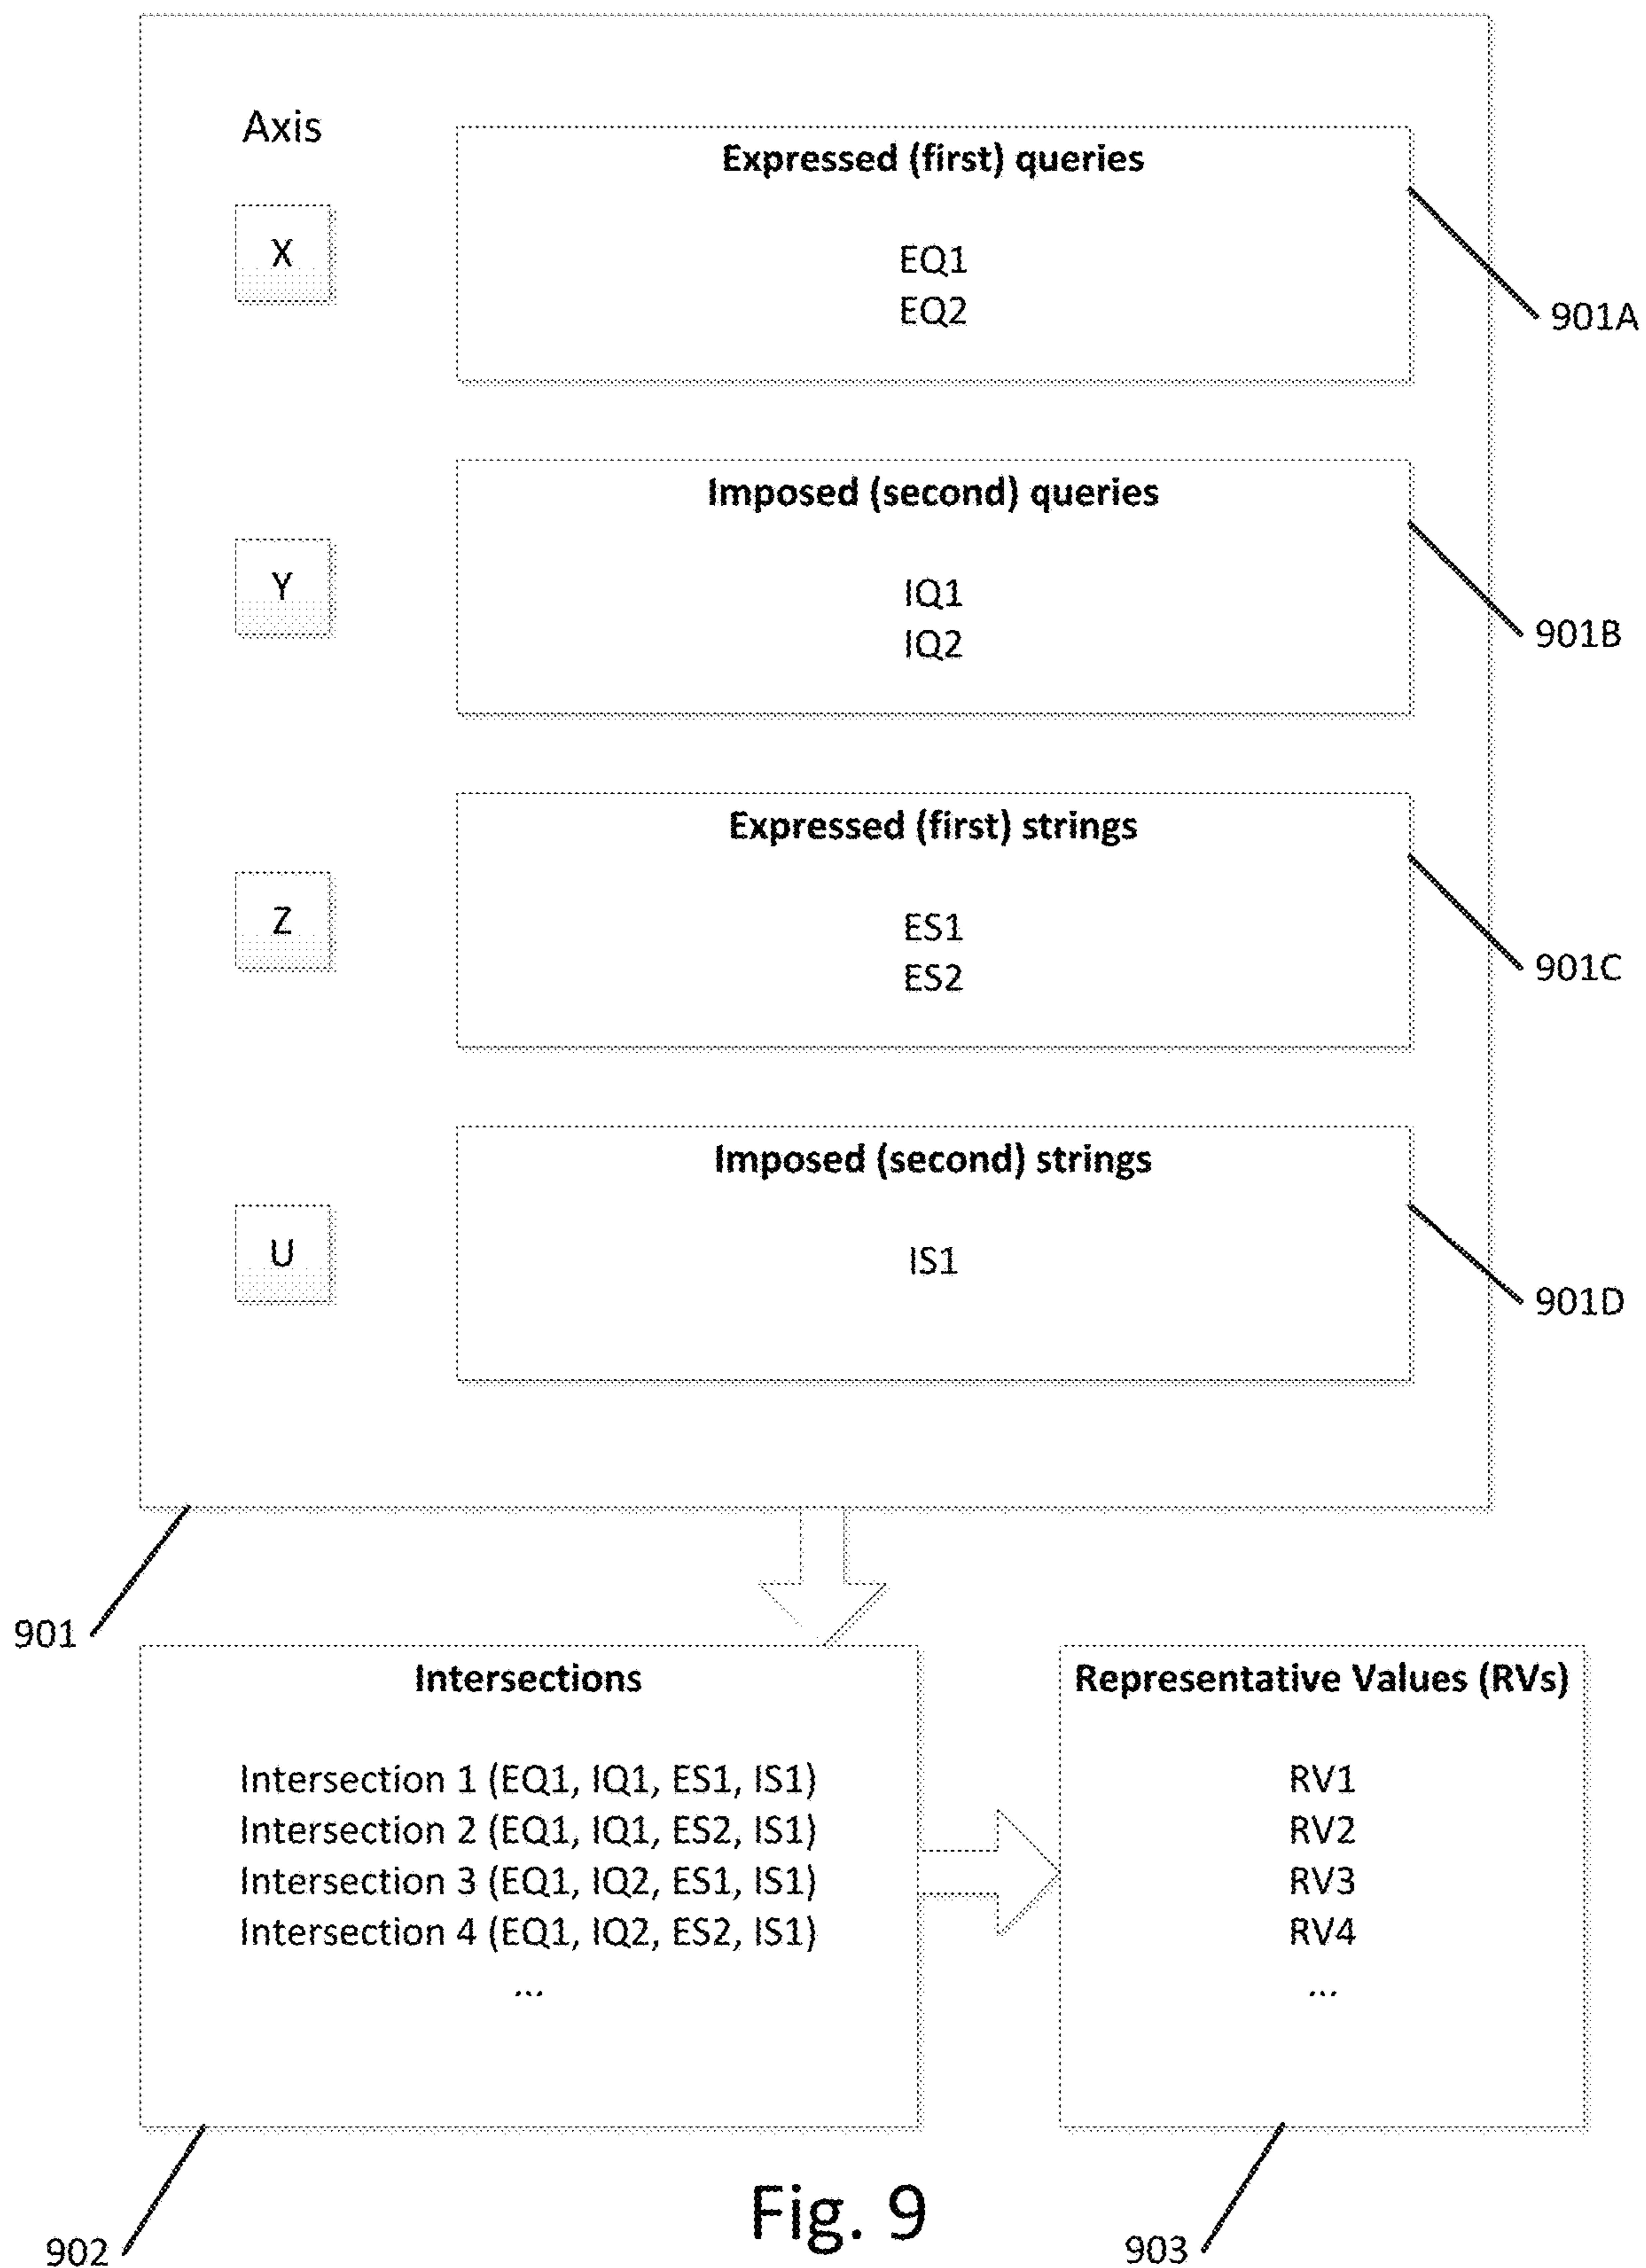 Axis
Expressed (first) queries
X
EQ1
EQ2
901A
Imposed (second) queries
Y
IQ1
IQ2
901B
Expressed (first) strings
Z
ES1
ES2
901C
Imposed (second) strings
U
IS1
901D
901
Intersections
Intersection 1 (EQ1, IQ1, ES1, IS1)
Intersection 2 (EQ1, IQ1, ES2, IS1)
Intersection 3 (EQ1, IQ2, ES1, IS1)
Intersection 4 (EQ1, IQ2, ES2, IS1)
...
902
Representative Values (RVs)
RV1
RV2
RV3
RV4
...
903
Fig. 9